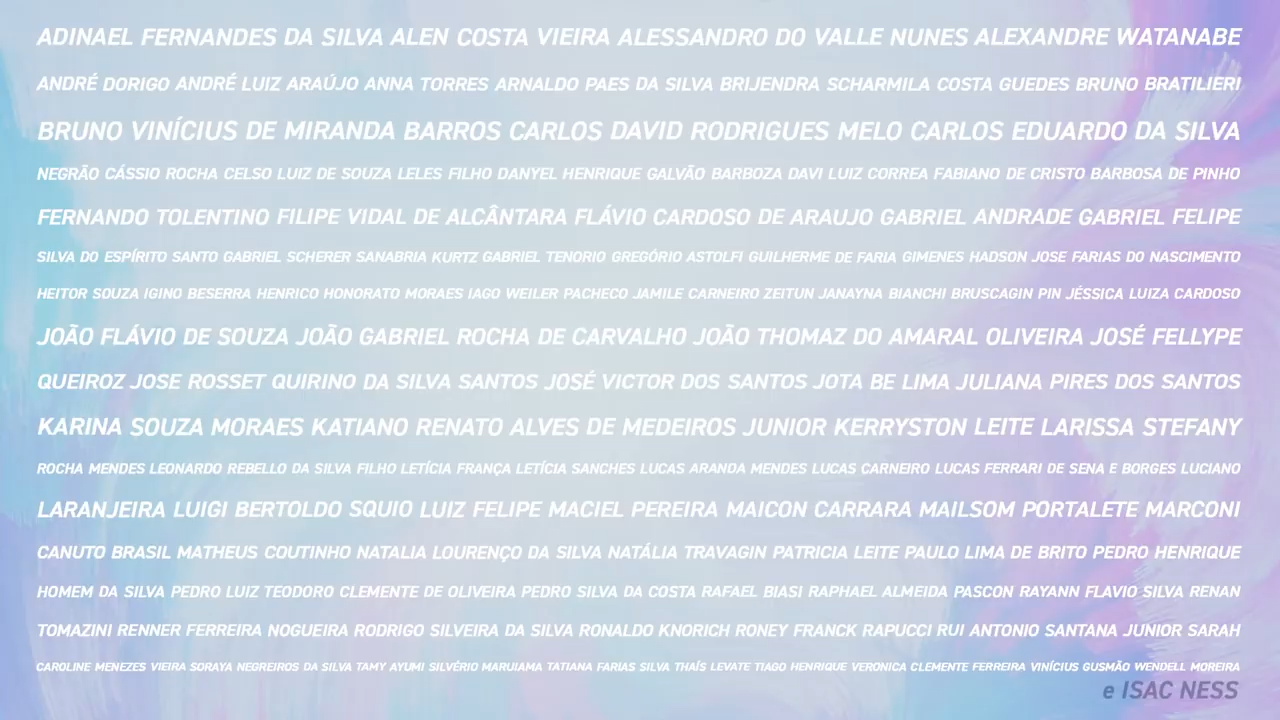 ADINAEL FERNANDES DA SILVA ALEN COSTA VIEIRA ALESSANDRO DO VALLE NUNES ALEXANDRE WATANABE
ANDRÉ DORIGO ANDRÉ LUIZ ARAÚJO ANNA TORRES ARNALDO PAES DA SILVA BRIJENDRA SCHARMILA COSTA GUEDES BRUNO BRATILIERI
BRUNO VINÍCIUS DE MIRANDA BARROS CARLOS DAVID RODRIGUES MELO CARLOS EDUARDO DA SILVA
NEGRÃO CÁSSIO ROCHA CELSO LUIZ DE SOUZA LELES FILHO DANYEL HENRIQUE GALVÃO BARBOZA DAVI LUIZ CORREA FABIANO DE CRISTO BARBOSA DE PINHO
FERNANDO TOLENTINO FILIPE VIDAL DE ALCÂNTARA FLÁVIO CARDOSO DE ARAUJO GABRIEL ANDRADE GABRIEL FELIPE
SILVA DO ESPÍRITO SANTO GABRIEL SCHERER SANABRIA KURTZ GABRIEL TENORIO GREGÓRIO ASTOLFI GUILHERME DE FARIA GIMENES HADSON JOSE FARIAS DO NASCIMENTO
HEITOR SOUZA IGINO BESERRA HENRICO HONORATO MORAES IAGO WEILER PACHECO JAMILE CARNEIRO ZEITUN JANAYNA BIANCHI BRUSCAGIN PIN JÉSSICA LUIZA CARDOSO
JOÃO FLÁVIO DE SOUZA JOÃO GABRIEL ROCHA DE CARVALHO JOÃO THOMAZ DO AMARAL OLIVEIRA JOSÉ FELLYPE
QUEIROZ JOSE ROSSET QUIRINO DA SILVA SANTOS JOSÉ VICTOR DOS SANTOS JOTA BE LIMA JULIANA PIRES DOS SANTOS
KARINA SOUZA MORAES KATIANO RENATO ALVES DE MEDEIROS JUNIOR KERRYSTON LEITE LARISSA STEFANY
ROCHA MENDES LEONARDO REBELLO DA SILVA FILHO LETÍCIA FRANÇA LETÍCIA SANCHES LUCAS ARANDA MENDES LUCAS CARNEIRO LUCAS FERRARI DE SENA E BORGES LUCIANO
LARANJEIRA LUIGI BERTOLDO SQUIO LUIZ FELIPE MACIEL PEREIRA MAICON CARRARA MAILSOM PORTALETE MARCONI
CANUTO BRASIL MATHEUS COUTINHO NATALIA LOURENÇO DA SILVA NATÁLIA TRAVAGIN PATRICIA LEITE PAULO LIMA DE BRITO PEDRO HENRIQUE
HOMEM DA SILVA PEDRO LUIZ TEODORO CLEMENTE DE OLIVEIRA PEDRO SILVA DA COSTA RAFAEL BIASI RAPHAEL ALMEIDA PASCON RAYANN FLAVIO SILVA RENAN
TOMAZINI RENNER FERREIRA NOGUEIRA RODRIGO SILVEIRA DA SILVA RONALDO KNORICH RONEY FRANCK RAPUCCI RUI ANTONIO SANTANA JUNIOR SARAH
CAROLINE MENEZES VIEIRA SORAYA NEGREIROS DA SILVA TAMY AYUMI SILVÉRIO MARUIAMA TATIANA FARIAS SILVA THAÍS LEVATE TIAGO HENRIQUE VERONICA CLEMENTE FERREIRA VINÍCIUS GUSMÃO WENDELL MOREIRA
e ISAC NESS